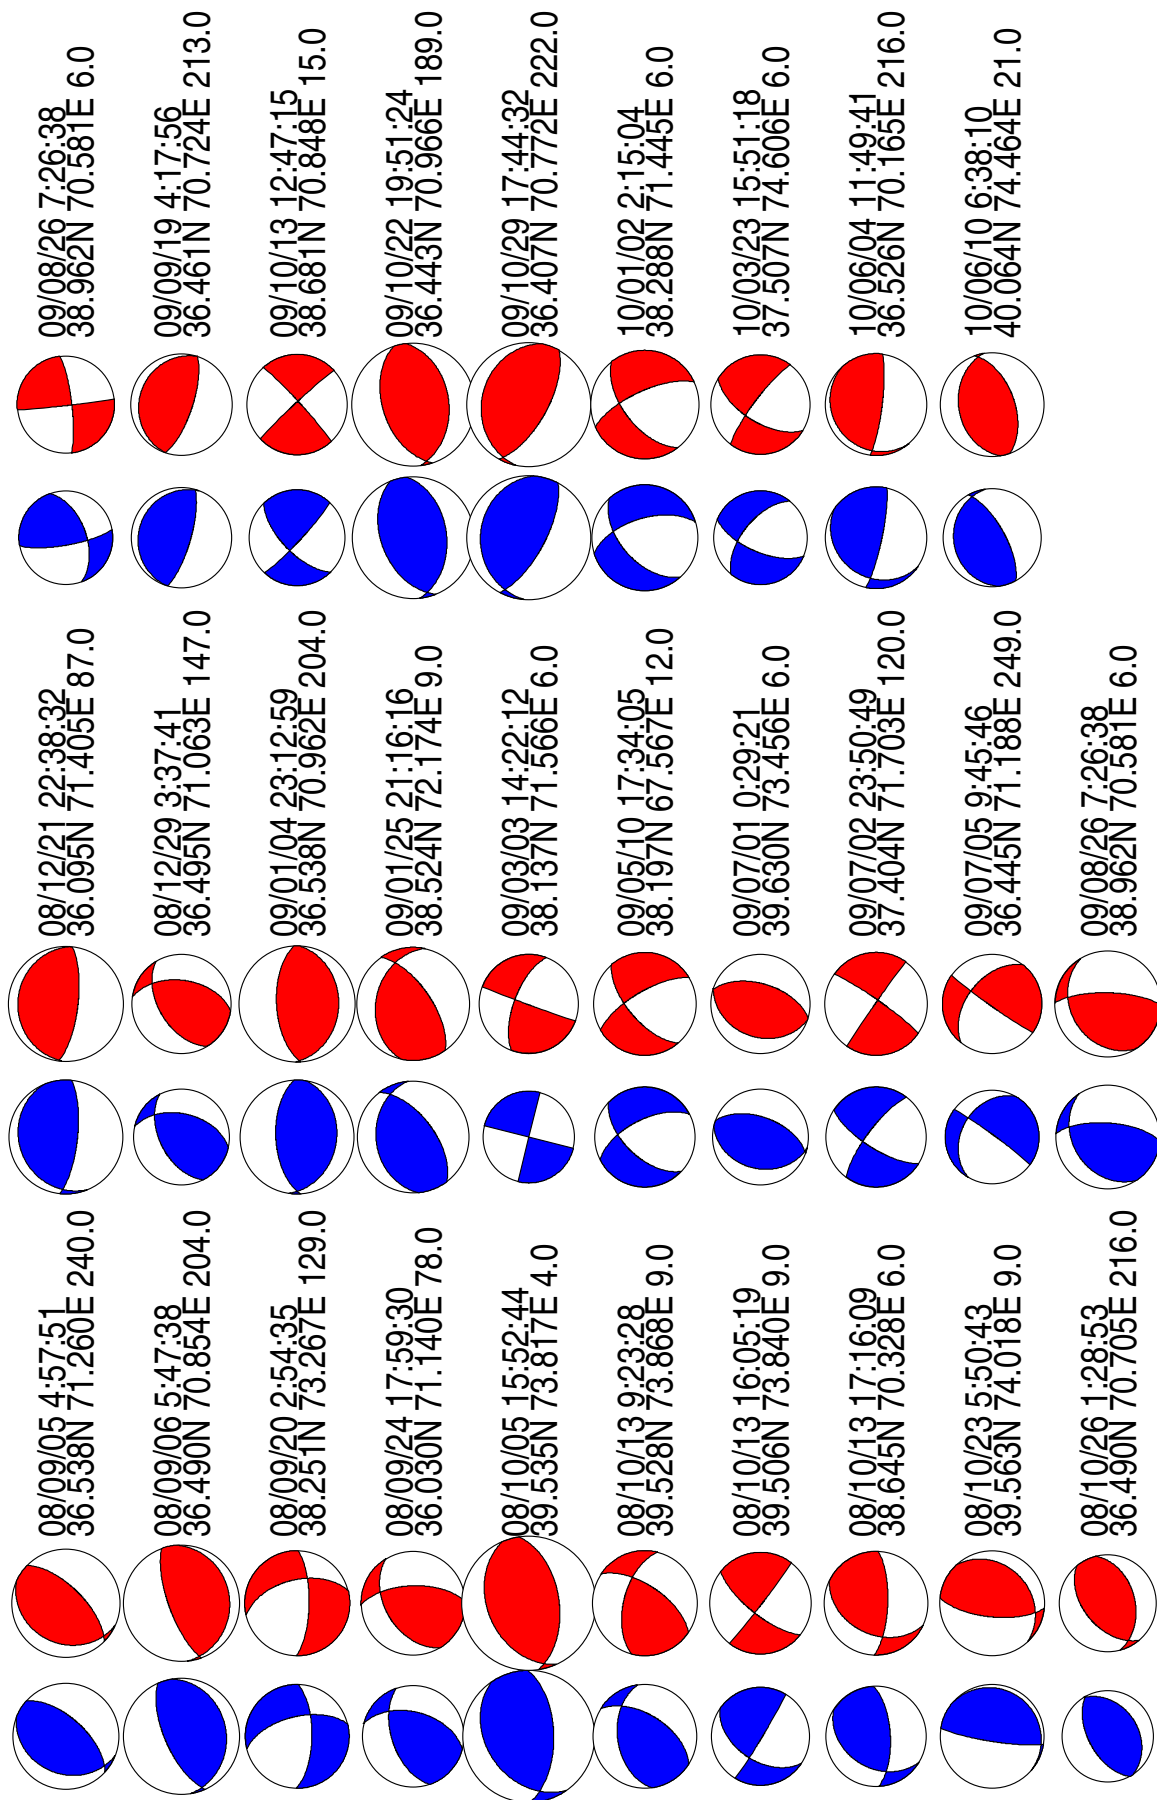 08/09/05 4:57:51
36.538N 71.260E 240.0
08/09/06 5:47:38
36.490N 70.854E 204.0
08/09/20 2:54:35
38.251N 73.267E 129.0
08/09/24 17:59:30
36.030N 71.140E 78.0
08/10/05 15:52:44
39.535N 73.817E 4.0
08/10/13 9:23:28
39.528N 73.868E 9.0
08/10/13 16:05:19
39.506N 73.840E 9.0
08/10/13 17:16:09
38.645N 70.328E 6.0
08/10/23 5:50:43
39.563N 74.018E 9.0
08/10/26 1:28:53
36.490N 70.705E 216.0
08/12/21 22:38:32
36.095N 71.405E 87.0
08/12/29 3:37:41
36.495N 71.063E 147.0
09/01/04 23:12:59
36.538N 70.962E 204.0
09/01/25 21:16:16
38.524N 72.174E 9.0
09/03/03 14:22:12
38.137N 71.566E 6.0
09/05/10 17:34:05
38.197N 67.567E 12.0
09/07/01 0:29:21
39.630N 73.456E 6.0
09/07/02 23:50:49
37.404N 71.703E 120.0
09/07/05 9:45:46
36.445N 71.188E 249.0
09/08/26 7:26:38
38.962N 70.581E 6.0
09/08/26 7:26:38
38.962N 70.581E 6.0
09/09/19 4:17:56
36.461N 70.724E 213.0
09/10/13 12:47:15
38.681N 70.848E 15.0
09/10/22 19:51:24
36.443N 70.966E 189.0
09/10/29 17:44:32
36.407N 70.772E 222.0
10/01/02 2:15:04
38.288N 71.445E 6.0
10/03/23 15:51:18
37.507N 74.606E 6.0
10/06/04 11:49:41
36.526N 70.165E 216.0
10/06/10 6:38:10
40.064N 74.464E 21.0